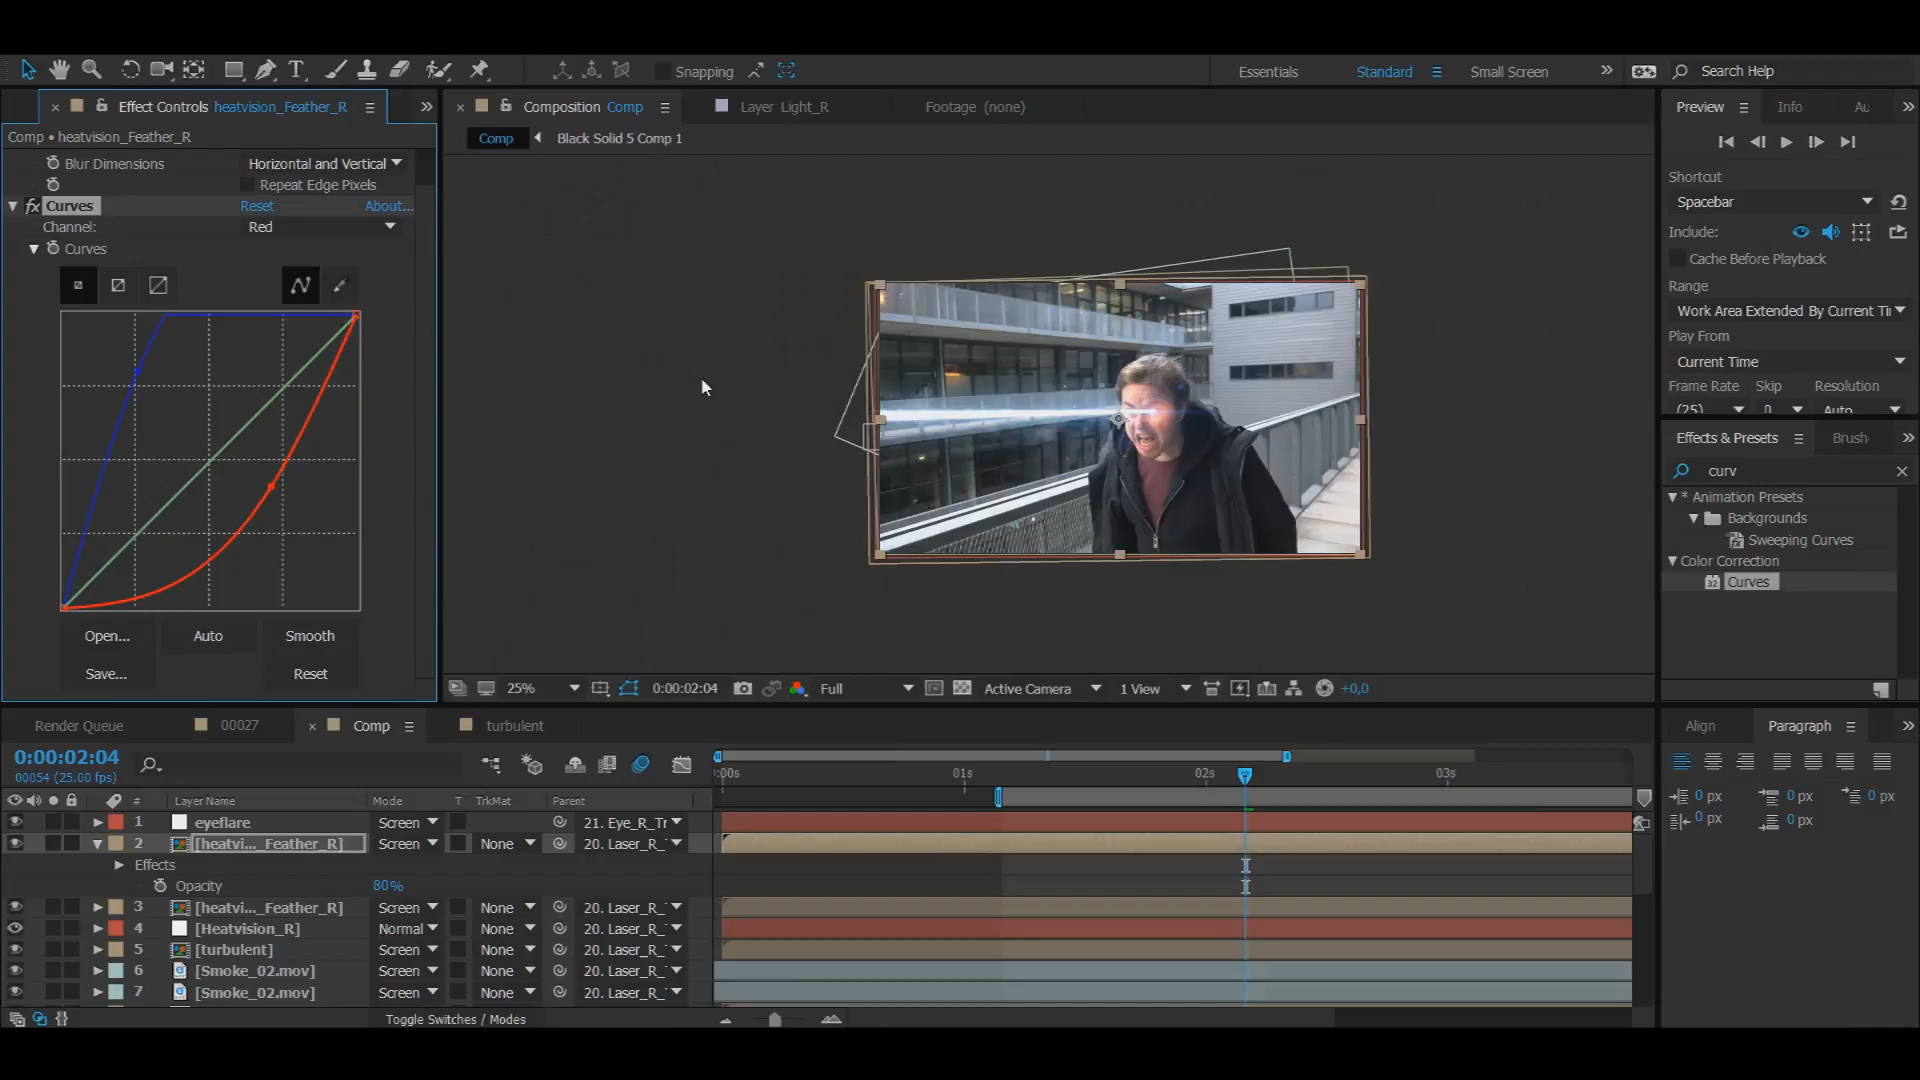 Snapping
Essentials
Standard
Small Screen
Search Help
Effect Controls heatvision_Feather_R
Composition Comp
Layer Light_R
Footage (none)
Preview
Info
Au
Comp • heatvision_Feather_R
Comp
Black Solid 5 Comp 1
Blur Dimensions
Horizontal and Vertical
Repeat Edge Pixels
fx Curves
Reset
About...
Channel:
Red
Curves
Open...
Auto
Smooth
Save...
Reset
25%
0:00:02:04
Full
Active Camera
1 View
+0,0
Shortcut
Spacebar
Include:
Cache Before Playback
Range
Work Area Extended By Current Ti
Play From
Current Time
Frame Rate
Skip
Resolution
(25)
0
Auto
Effects & Presets
Brush
curv
* Animation Presets
Backgrounds
Sweeping Curves
Color Correction
32 Curves
Render Queue
00027
Comp
turbulent
0:00:02:04
00054 (25.00 fps)
:00s
01s
02s
03s
#
Layer Name
Mode
T
TrkMat
Parent
1
eyeflare
Screen
21. Eye_R_Tr
2
[heatvi..._Feather_R]
Screen
None
20. Laser_R_
Effects
Opacity
80%
3
[heatvi..._Feather_R]
Screen
None
20. Laser_R_
4
[Heatvision_R]
Normal
None
20. Laser_R_
5
[turbulent]
Screen
None
20. Laser_R_
6
[Smoke_02.mov]
Screen
None
20. Laser_R_
7
[Smoke_02.mov]
Screen
None
20. Laser_R_
Toggle Switches / Modes
Align
Paragraph
0 px
0 px
0 px
0 px
0 px